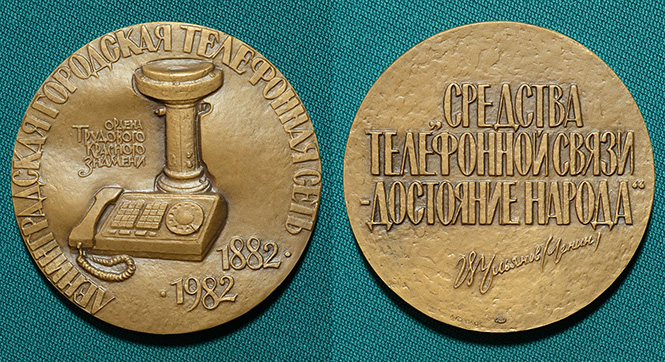 ЛЕНИНГРАДСКАЯ ГОРОДСКАЯ ТЕЛЕФОННАЯ СЕТЬ
ОРДЕНА
ТРУДОВОГО
КРАСНОГО
ЗНАМЕНИ
1882·
·1982
„СРЕДСТВА
ТЕЛЕФОННОЙ СВЯЗИ
-ДОСТОЯНИЕ НАРОДА“
В Ульянов (Ленин)